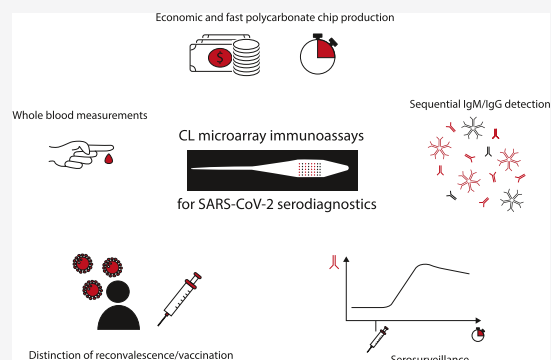 Economic and fast polycarbonate chip production
$
Whole blood measurements
Sequential IgM/IgG detection
CL microarray immunoassays
for SARS-CoV-2 serodiagnostics
Distinction of reconvalescence/vaccination
Serosurveillance